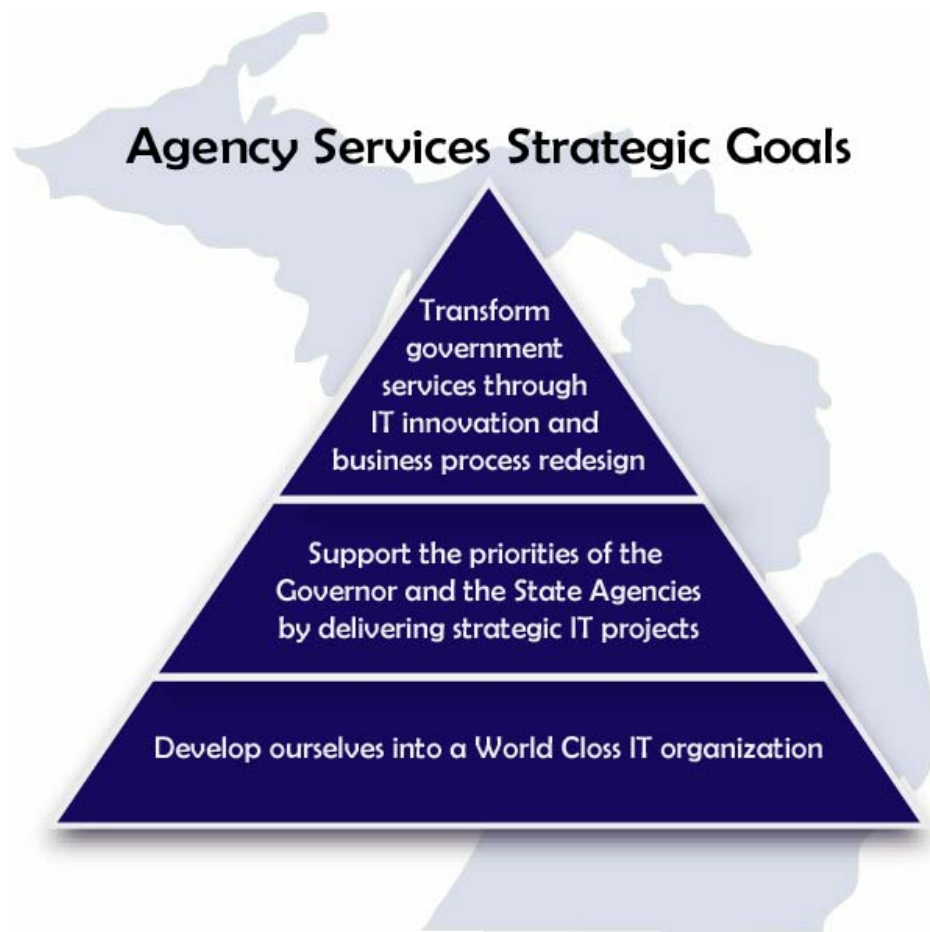 Agency Services Strategic Goals
Transform
government
services through
IT innovation and
business process redesign
Support the priorities of the
Governor and the State Agencies
by delivering strategic IT projects
Develop ourselves into a World Closs IT organization